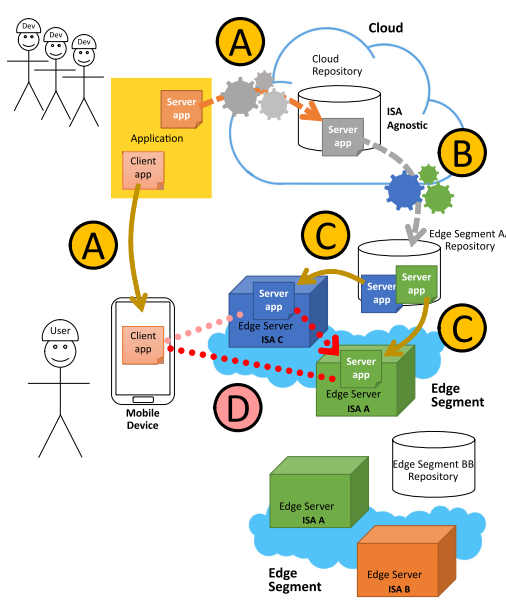 Dev
Dev
Dev
A
Cloud
Cloud
Repository
Server
app
Application
Client
app
Server
app
ISA
Agnostic
B
A
C
Edge Segment AA
Repository
Server
app
Server
app
Server
app
Edge Server
ISA C
C
User
Client
app
Server
app
Edge Server
ISA A
Mobile
Device
D
Edge
Segment
Edge Segment BB
Repository
Edge Server
ISA A
Edge
Segment
Edge Server
ISA B